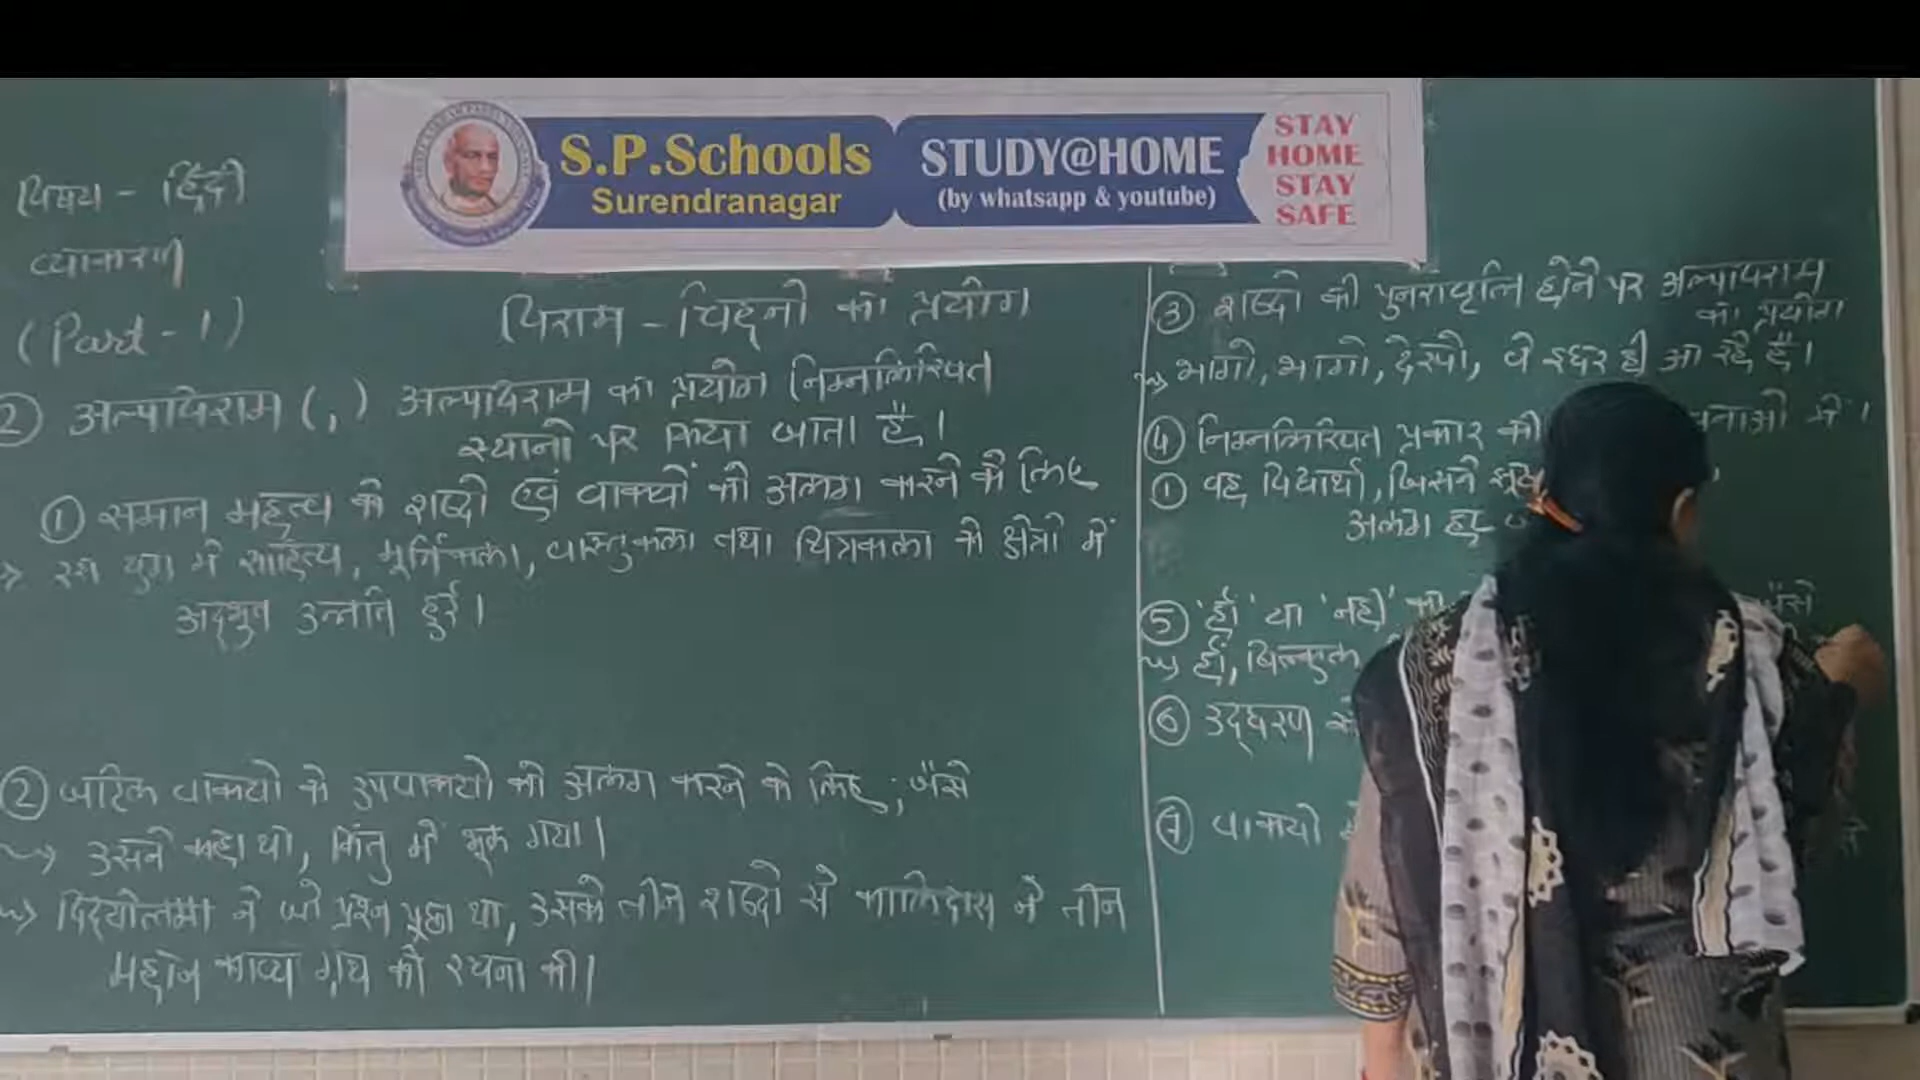 S.P.Schools
Surendranagar
STUDY@HOME
(by whatsapp & youtube)
STAY
HOME
STAY
SAFE
विषय - हिंदी
व्याकरण
(Part - 1)
विराम - चिह्नो का प्रयोग
2 अल्पविराम (,) अल्पविराम का प्रयोग निम्नलिखित
स्थानो पर किया जाता है।
① समान महत्व के शब्दो एवं वाक्यों को अलग करने के लिए
→ इस युग मे साहित्य, मूर्तिकला, वास्तुकला तथा चित्रकला के क्षेत्रो में
अद्भुत उन्नति हुई।
② जटिल वाक्यो के उपवाक्यो को अलग करने के लिए; जैसे
→ उसने कहा था, किंतु मैं भूल गया।
→ विद्योत्तमा ने जो प्रश्न पूछा था, उसके तीन शब्दो से कालिदास ने तीन
महान काव्य ग्रंथ की रचना की।
③ शब्दो की पुनरावृत्ति होने पर अल्पविराम
का प्रयोग
→ भागो, भागो, देखो, वे इधर ही आ रहे हैं।
④ निम्नलिखित प्रकार की
① वह विद्यार्थी, जिसने
अलग हट
⑤ 'हाँ' या 'नही' जैसे
→ हाँ, बिल्कुल
⑥ उद्धरण से
⑦ वाक्यो